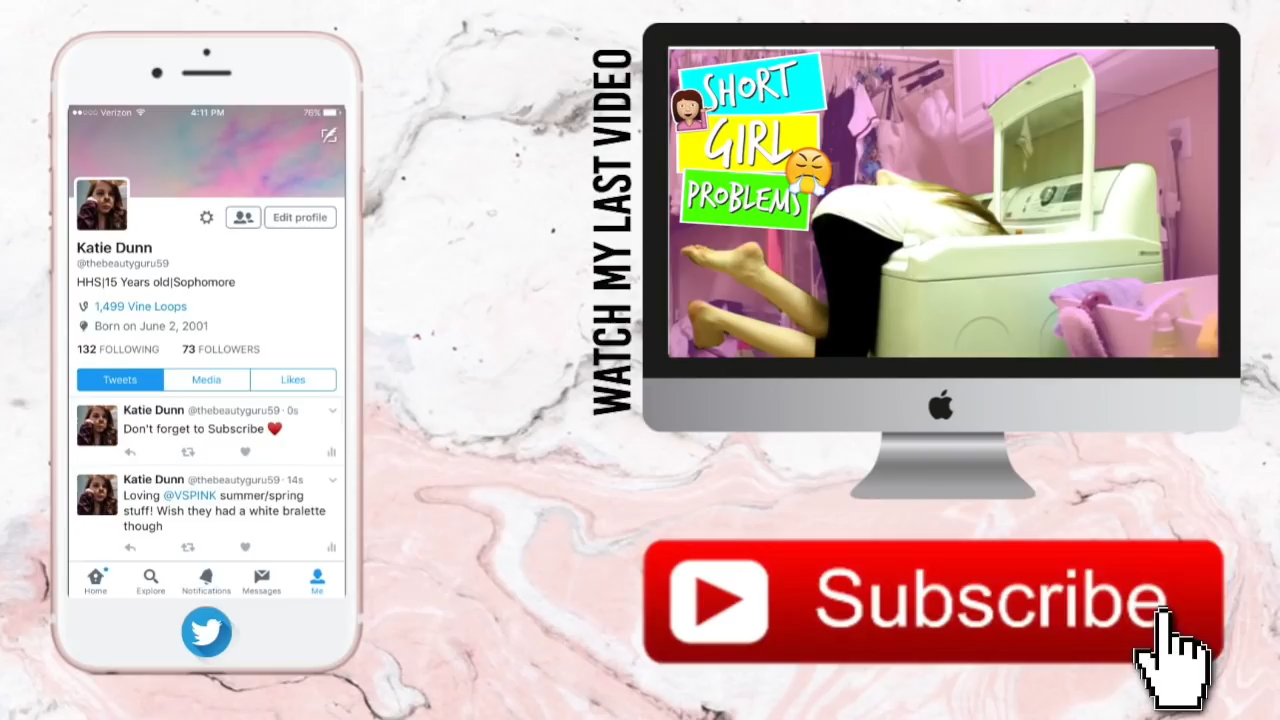 Verizon
4:11 PM
76%
Edit profile
Katie Dunn
@thebeautyguru59
HHS|15 Years old|Sophomore
1,499 Vine Loops
Born on June 2, 2001
132 FOLLOWING 73 FOLLOWERS
Tweets Media Likes
Katie Dunn @thebeautyguru59 · 0s
Don't forget to Subscribe ❤
Katie Dunn @thebeautyguru59 · 14s
Loving @VSPINK summer/spring
stuff! Wish they had a white bralette
though
Home Explore Notifications Messages Me
WATCH MY LAST VIDEO
SHORT
GIRL
PROBLEMS
Subscribe